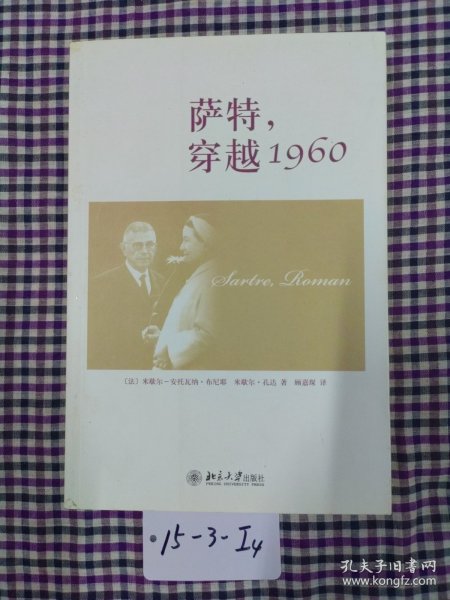 萨特，
穿越1960
Sartre, Roman
〔法〕米歇尔－安托瓦纳·布尼耶 米歇尔·孔达 著 顾嘉琛 译
北京大学出版社
PEKING UNIVERSITY PRESS
·15-3-I4
孔夫子旧书网
www.kongfz.com